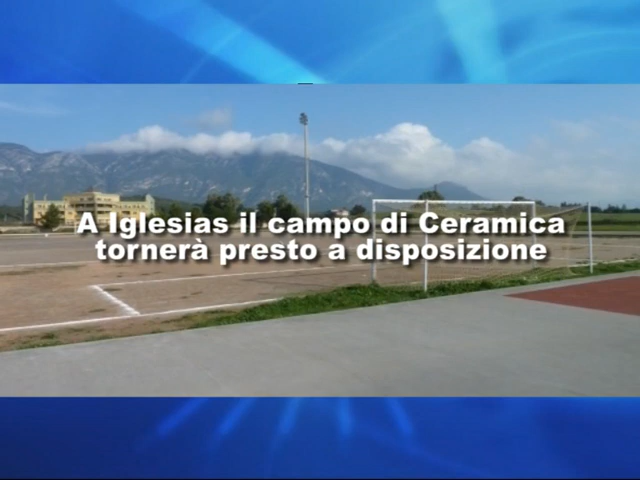 A Iglesias il campo di Ceramica
tornerà presto a disposizione